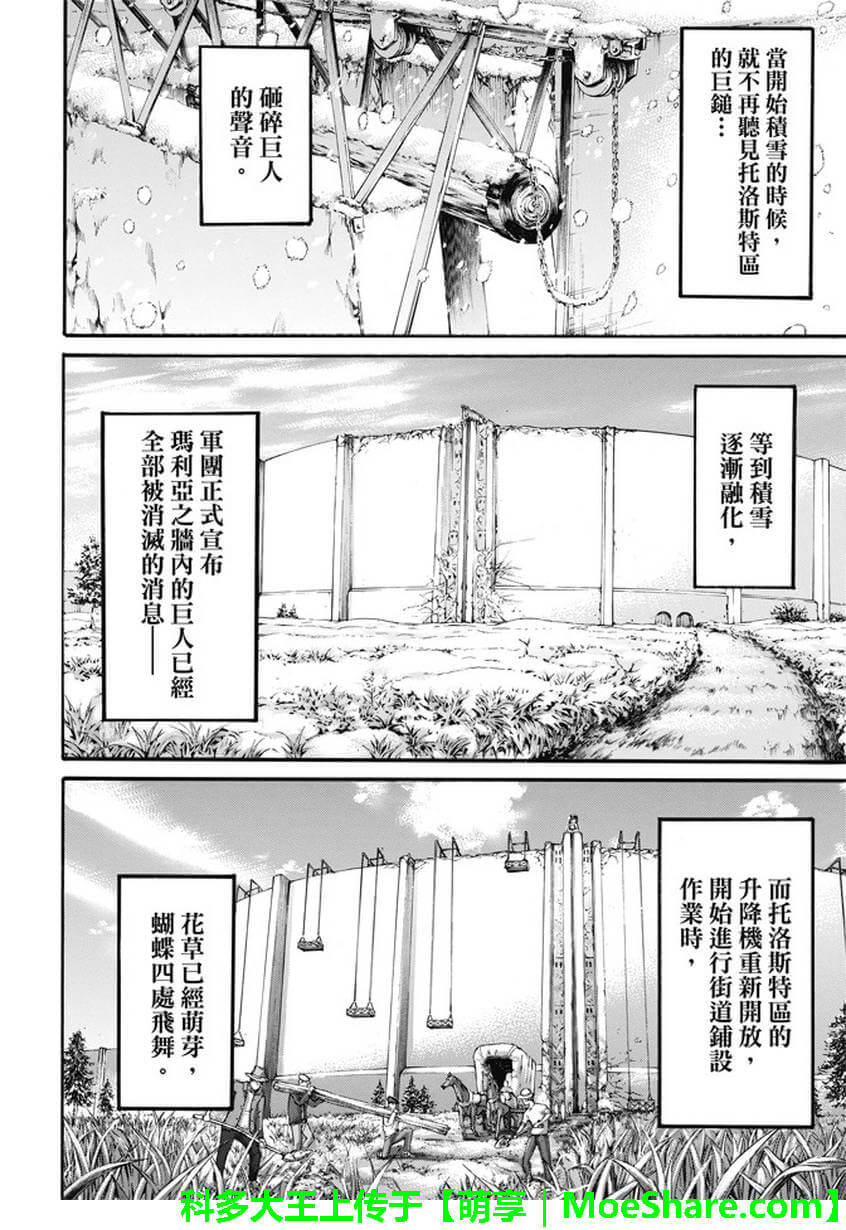 當開始積雪的時候，
就不再聽見托洛斯特區
的巨鎚…
砸碎巨人
的聲音。
等到積雪
逐漸融化，
軍團正式宣布
瑪利亞之牆內的巨人已經
全部被消滅的消息——
而托洛斯特區的
升降機重新開放，
開始進行街道鋪設
作業時，
花草已經萌芽，
蝴蝶四處飛舞。
科多大王上传于【萌享｜MoeShare.com】